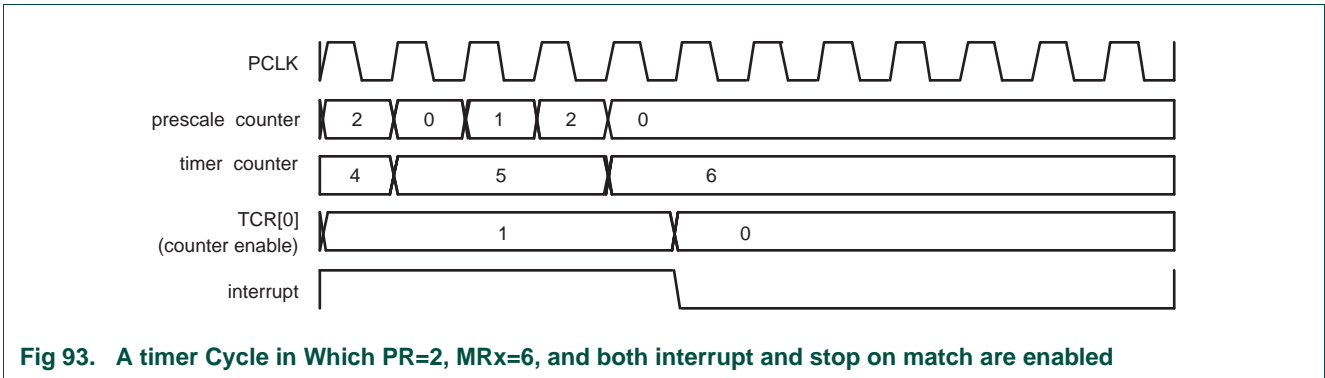 PCLK
prescale counter 2 0 1 2 0
timer counter 4 5 6
TCR[0]
(counter enable) 1 0
interrupt
Fig 93. A timer Cycle in Which PR=2, MRx=6, and both interrupt and stop on match are enabled